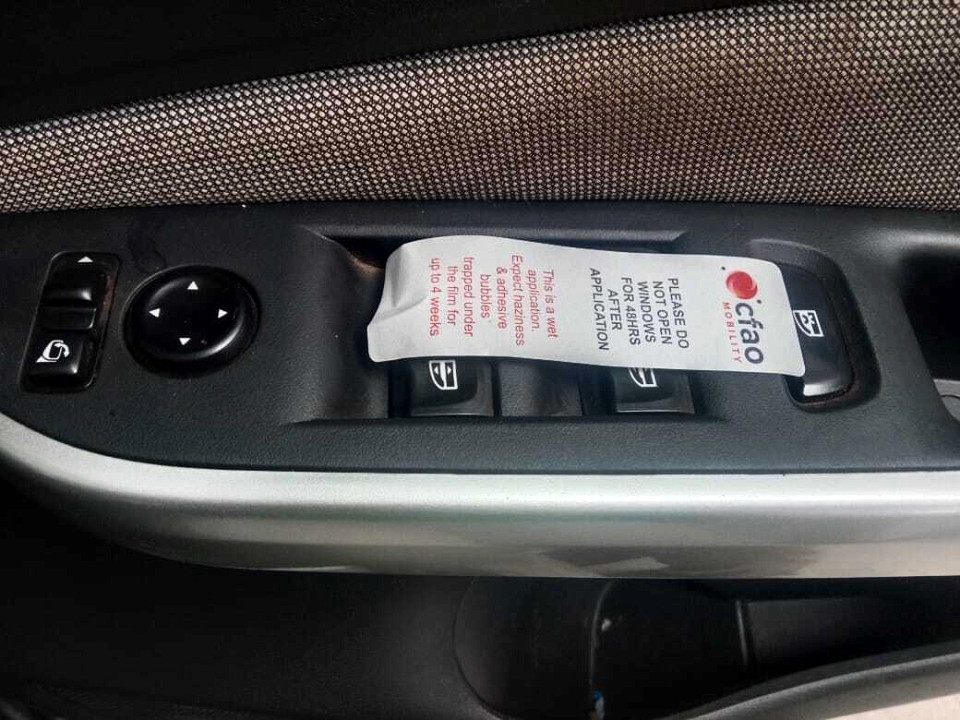 cfao
MOBILITY
PLEASE DO
NOT OPEN
WINDOWS
FOR 48HRS
AFTER
APPLICATION
This is a wet
application.
Expect haziness
& adhesive
bubbles
trapped under
the film for
up to 4 weeks